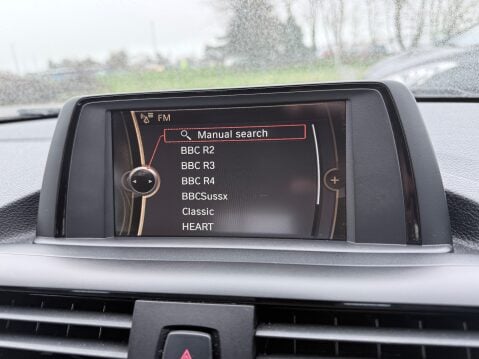 FM
Manual search
BBC R2
BBC R3
BBC R4
BBCSussx
Classic
HEART